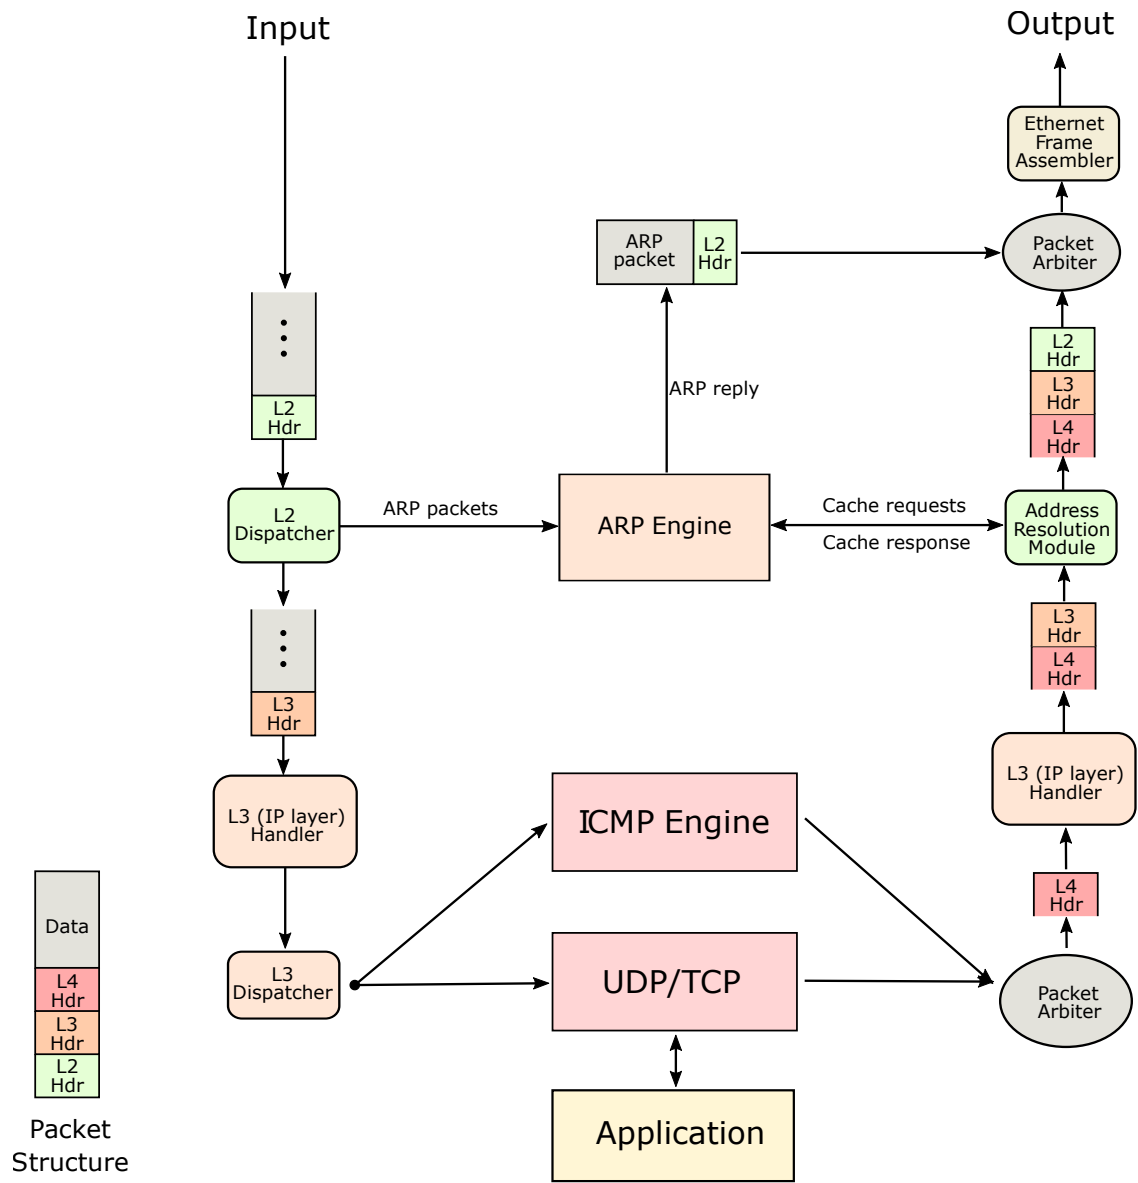 Input
Output
Ethernet
Frame
Assembler
ARP
packet
L2
Hdr
Packet
Arbiter
L2
Hdr
L3
Hdr
L4
Hdr
ARP reply
L2
Hdr
L2
Dispatcher
ARP packets
ARP Engine
Cache requests
Cache response
Address
Resolution
Module
L3
Hdr
L4
Hdr
L3
Hdr
L3 (IP layer)
Handler
ICMP Engine
L3 (IP layer)
Handler
L4
Hdr
L3
Dispatcher
UDP/TCP
Packet
Arbiter
Application
Data
L4
Hdr
L3
Hdr
L2
Hdr
Packet
Structure